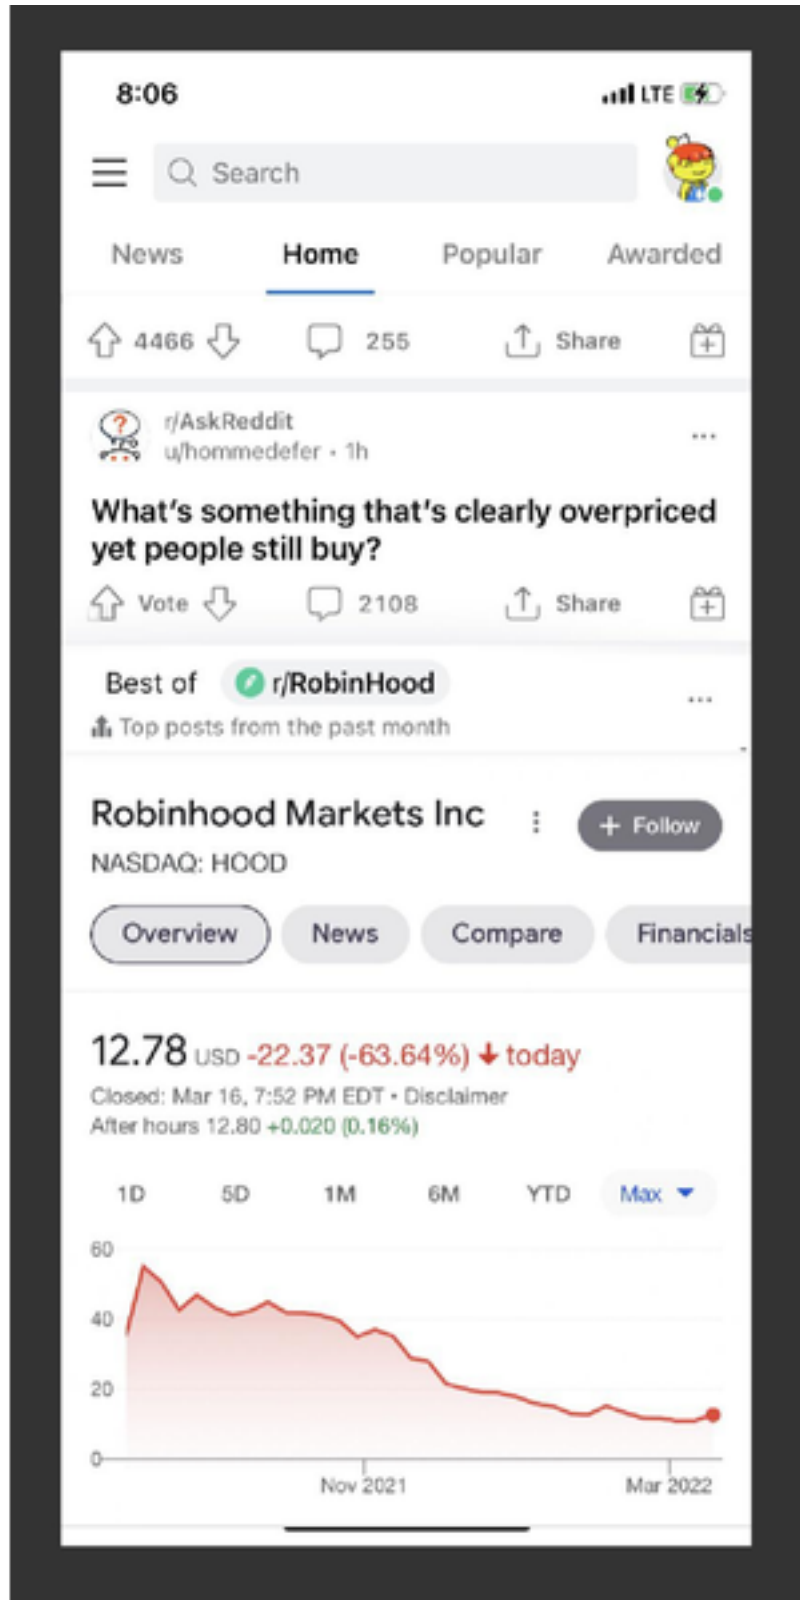 8:06 LTE
Search
News Home Popular Awarded
4466 255 Share
r/AskReddit
u/hommedefer • 1h
What's something that's clearly overpriced
yet people still buy?
Vote 2108 Share
Best of r/RobinHood
Top posts from the past month
Robinhood Markets Inc
+ Follow
NASDAQ: HOOD
Overview News Compare Financials
12.78 USD -22.37 (-63.64%) ↓ today
Closed: Mar 16, 7:52 PM EDT • Disclaimer
After hours 12.80 +0.020 (0.16%)
1D 5D 1M 6M YTD Max
60
40
20
0
Nov 2021 Mar 2022